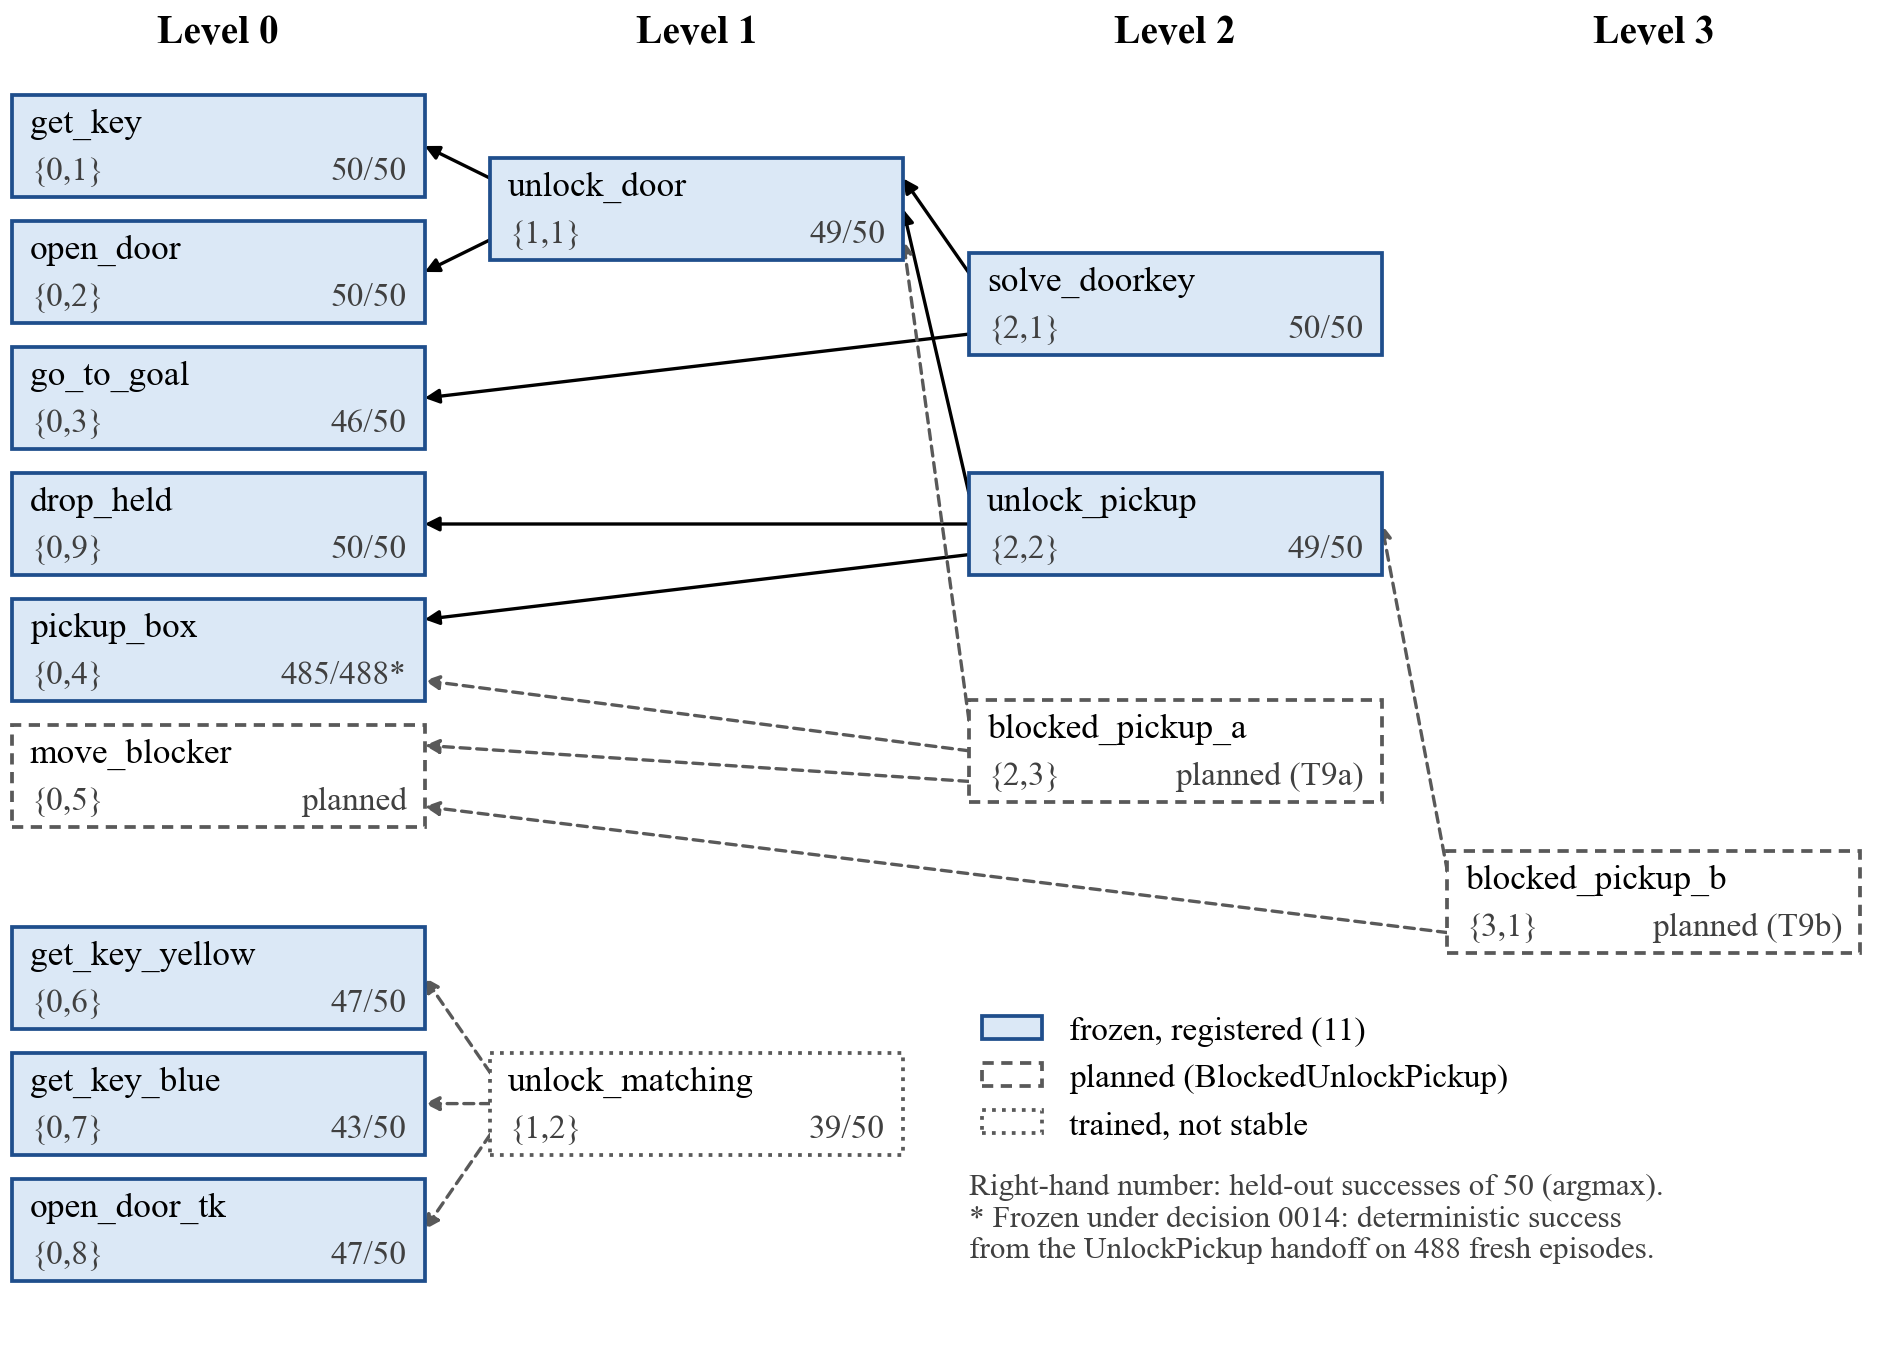 Level 0
Level 1
Level 2
Level 3
get_key
{0,1} 50/50
open_door
{0,2} 50/50
go_to_goal
{0,3} 46/50
drop_held
{0,9} 50/50
pickup_box
{0,4} 485/488*
move_blocker
{0,5} planned
get_key_yellow
{0,6} 47/50
get_key_blue
{0,7} 43/50
open_door_tk
{0,8} 47/50
unlock_door
{1,1} 49/50
unlock_matching
{1,2} 39/50
solve_doorkey
{2,1} 50/50
unlock_pickup
{2,2} 49/50
blocked_pickup_a
{2,3} planned (T9a)
blocked_pickup_b
{3,1} planned (T9b)
frozen, registered (11)
planned (BlockedUnlockPickup)
trained, not stable
Right-hand number: held-out successes of 50 (argmax).
* Frozen under decision 0014: deterministic success
from the UnlockPickup handoff on 488 fresh episodes.